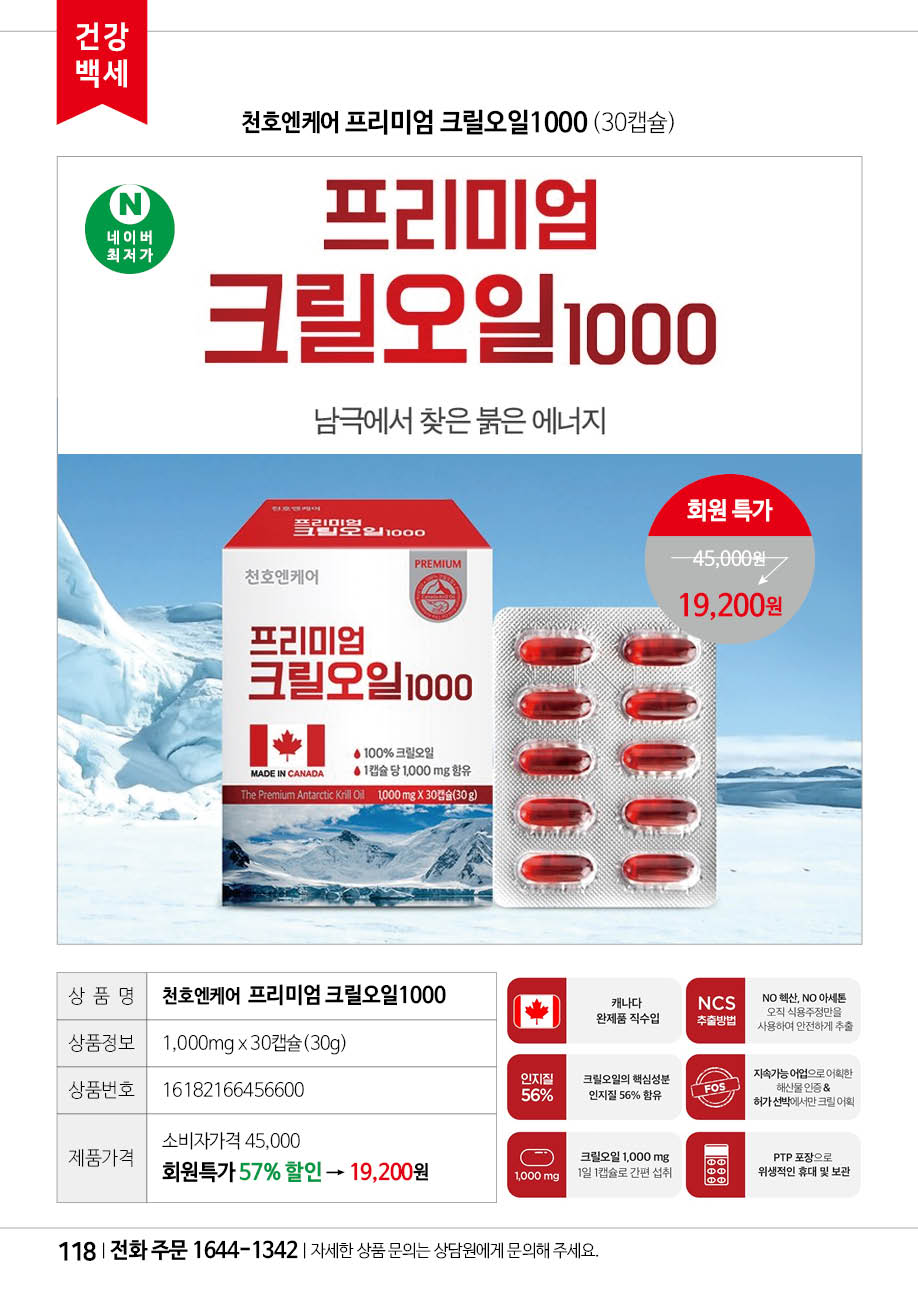 건강
백세
천호엔케어 프리미엄 크릴오일1000 (30캡슐)
N
네이버
최저가
프리미엄
크릴오일1000
남극에서 찾은 붉은 에너지
회원 특가
45,000원
19,200원
천호엔케어
프리미엄
크릴오일1000
천호엔케어
PREMIUM
Canada Krill Oil
프리미엄
크릴오일1000
MADE IN CANADA
100% 크릴오일
1캡슐 당 1,000 mg 함유
The Premium Antarctic Krill Oil 1,000 mg X 30캡슐(30 g)
상 품 명 천호엔케어 프리미엄 크릴오일1000
상품정보 1,000mg x 30캡슐(30g)
상품번호 16182166456600
제품가격 소비자가격 45,000
회원특가 57% 할인 → 19,200원
캐나다
완제품 직수입
NCS
추출방법
NO 헥산, NO 아세톤
오직 식용주정만을
사용하여 안전하게 추출
인지질
56%
크릴오일의 핵심성분
인지질 56% 함유
FOS
지속가능 어업으로 어획한
해산물 인증 &
허가 선박에서만 크릴 어획
1,000 mg
크릴오일 1,000 mg
1일 1캡슐로 간편 섭취
PTP 포장으로
위생적인 휴대 및 보관
118 | 전화 주문 1644-1342 | 자세한 상품 문의는 상담원에게 문의해 주세요.